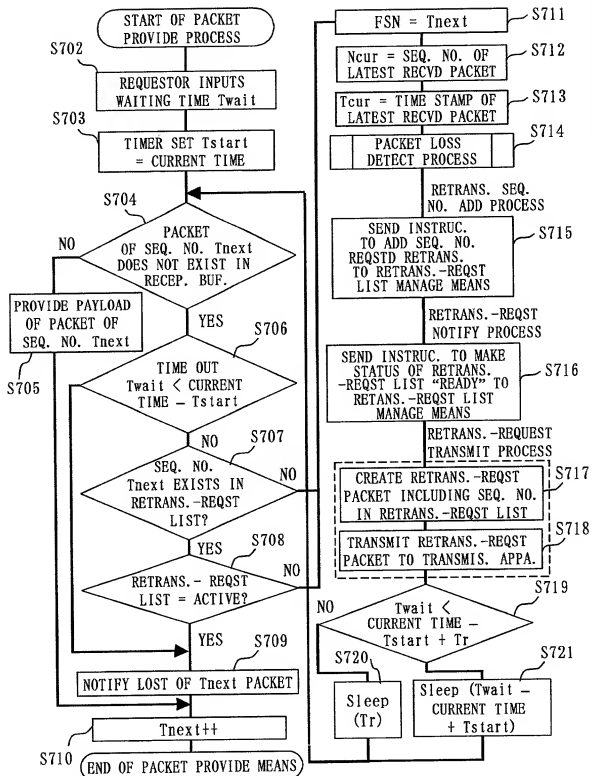 START OF PACKET
PROVIDE PROCESS
S702
REQUESTOR INPUTS
WAITING TIME Twait
S703
TIMER SET Tstart
= CURRENT TIME
S704
PACKET
OF SEQ. NO. Tnext
DOES NOT EXIST IN
RECEP. BUF.
NO
YES
PROVIDE PAYLOAD
OF PACKET OF
SEQ. NO. Tnext
S705
S706
TIME OUT
Twait < CURRENT
TIME − Tstart
NO
S707
SEQ. NO.
Tnext EXISTS IN
RETRANS.-REQST
LIST?
NO
YES
S708
RETRANS.- REQST
LIST = ACTIVE?
NO
YES
S709
NOTIFY LOST OF Tnext PACKET
S710
Tnext++
END OF PACKET PROVIDE MEANS
FSN = Tnext
S711
S712
Ncur = SEQ. NO. OF
LATEST RECVD PACKET
S713
Tcur = TIME STAMP OF
LATEST RECVD PACKET
S714
PACKET LOSS
DETECT PROCESS
RETRANS. SEQ.
NO. ADD PROCESS
S715
SEND INSTRUC.
TO ADD SEQ. NO.
REQSTD RETRANS.
TO RETRANS.-REQST
LIST MANAGE MEANS
RETRANS.-REQST
NOTIFY PROCESS
S716
SEND INSTRUC. TO MAKE
STATUS OF RETRANS.
-REQST LIST "READY" TO
RETANS.-REQST LIST
MANAGE MEANS
RETRANS.-REQUEST
TRANSMIT PROCESS
S717
CREATE RETRANS.-REQST
PACKET INCLUDING SEQ. NO.
IN RETRANS.-REQST LIST
S718
TRANSMIT RETRANS.-REQST
PACKET TO TRANSMIS. APPA.
S719
Twait <
CURRENT TIME −
Tstart + Tr
NO
S720
Sleep
(Tr)
S721
Sleep (Twait −
CURRENT TIME
+ Tstart)